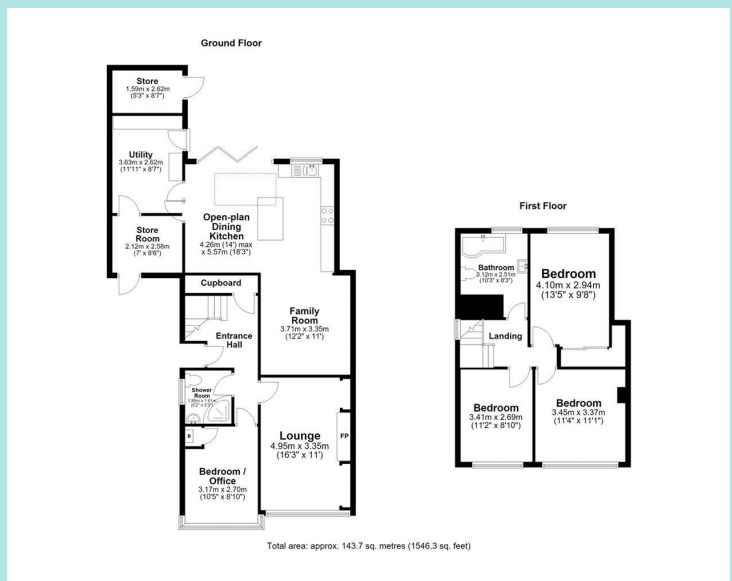 Ground Floor
Store
1.59m x 2.62m
(5'3" x 8'7")
Utility
3.63m x 2.62m
(11'11" x 8'7")
Store
Room
2.12m x 2.58m
(7' x 8'6")
Open-plan
Dining
Kitchen
4.26m (14') max
x 5.57m (18'3")
Cupboard
Family
Room
3.71m x 3.35m
(12'2" x 11')
Entrance
Hall
Shower
Room
Lounge
4.95m x 3.35m
(16'3" x 11')
FP
B
Bedroom /
Office
3.17m x 2.70m
(10'5" x 8'10")
First Floor
Bathroom
3.12m x 2.51m
(10'3" x 8'3")
Bedroom
4.10m x 2.94m
(13'5" x 9'8")
Landing
Bedroom
3.41m x 2.69m
(11'2" x 8'10")
Bedroom
3.45m x 3.37m
(11'4" x 11'1")
Total area: approx. 143.7 sq. metres (1546.3 sq. feet)